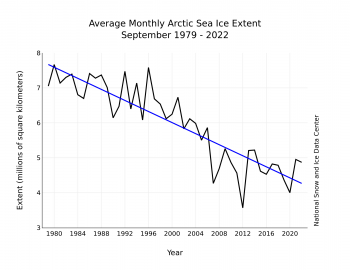 Average Monthly Arctic Sea Ice Extent
September 1979 - 2022
Extent (millions of square kilometers)
8
7
6
5
4
3
1980 1984 1988 1992 1996 2000 2004 2008 2012 2016 2020
Year
National Snow and Ice Data Center